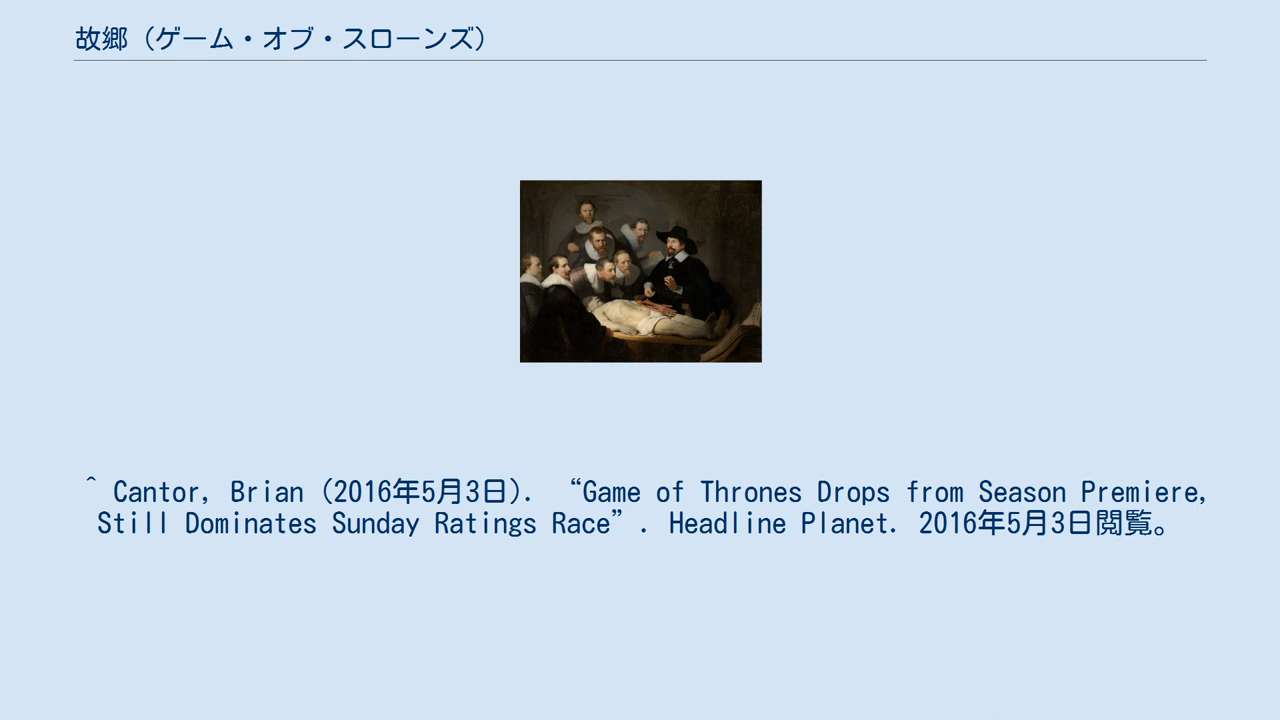 故郷（ゲーム・オブ・スローンズ）
^ Cantor, Brian (2016年5月3日). “Game of Thrones Drops from Season Premiere,
Still Dominates Sunday Ratings Race”. Headline Planet. 2016年5月3日閲覧。